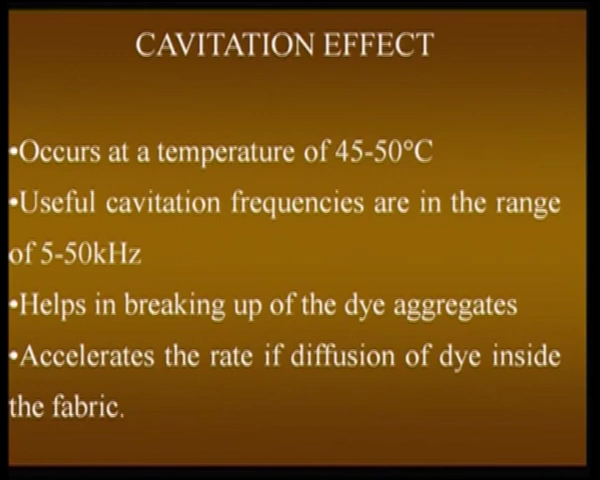 CAVITATION EFFECT
•Occurs at a temperature of 45-50°C
•Useful cavitation frequencies are in the range
of 5-50kHz
•Helps in breaking up of the dye aggregates
•Accelerates the rate if diffusion of dye inside
the fabric.